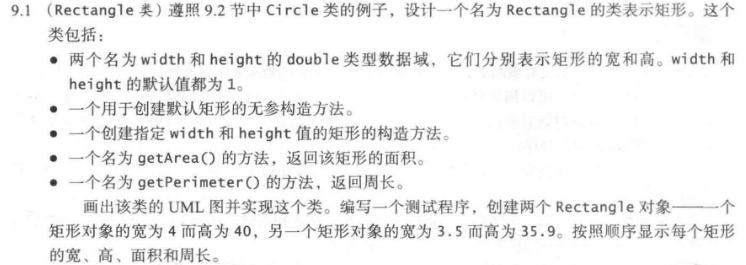 9.1 （Rectangle 类）遵照 9.2 节中 Circle 类的例子，设计一个名为 Rectangle 的类表示矩形。这个
类包括：
● 两个名为 width 和 height 的 double 类型数据域，它们分别表示矩形的宽和高。width 和
height 的默认值都为 1。
● 一个用于创建默认矩形的无参构造方法。
● 一个创建指定 width 和 height 值的矩形的构造方法。
● 一个名为 getArea() 的方法，返回该矩形的面积。
● 一个名为 getPerimeter() 的方法，返回周长。
画出该类的 UML 图并实现这个类。编写一个测试程序，创建两个 Rectangle 对象——一个
矩形对象的宽为 4 而高为 40，另一个矩形对象的宽为 3.5 而高为 35.9。按照顺序显示每个矩形
的宽、高、面积和周长。